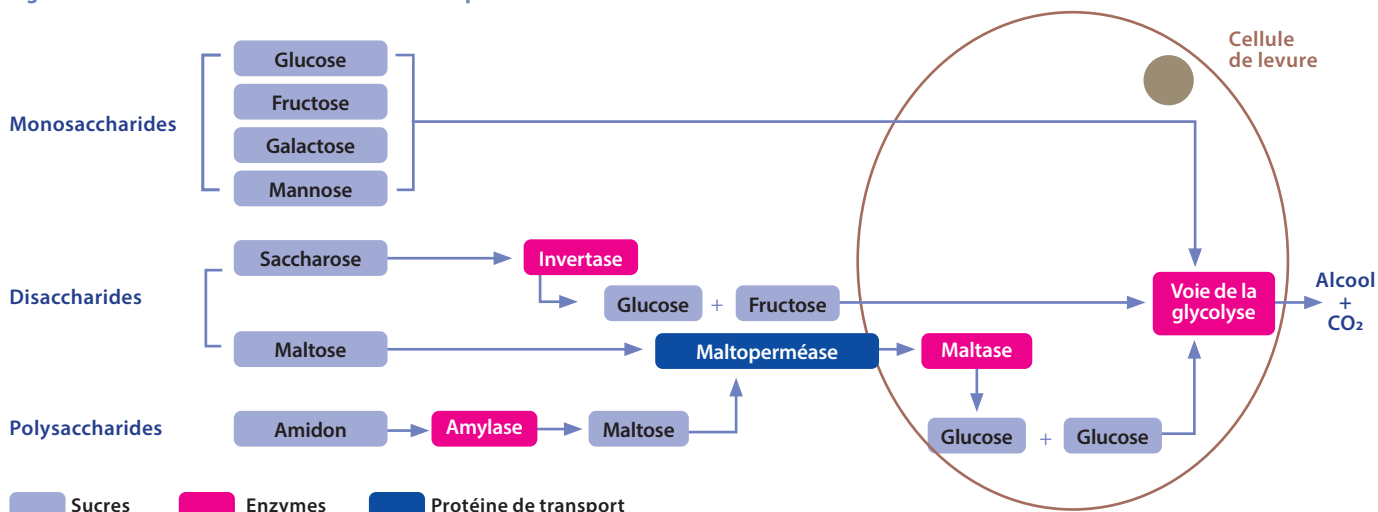 Cellule
de levure
Monosaccharides
Glucose
Fructose
Galactose
Mannose
Disaccharides
Saccharose
Invertase
Glucose + Fructose
Voie de la
glycolyse
Alcool
+
CO₂
Maltose
Maltoperméase
Maltase
Polysaccharides
Amidon
Amylase
Maltose
Glucose + Glucose
Sucres
Enzymes
Protéine de transport